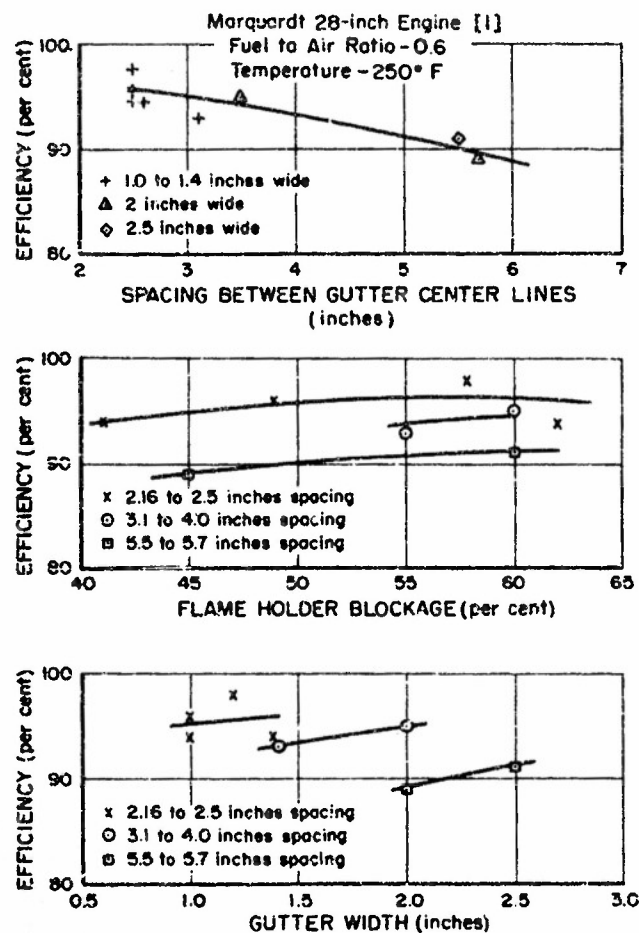 Marquardt 28-inch Engine [1]
Fuel to Air Ratio - 0.6
Temperature - 250° F
EFFICIENCY (per cent)
100
90
80
+ 1.0 to 1.4 inches wide
△ 2 inches wide
◇ 2.5 inches wide
2 3 4 5 6 7
SPACING BETWEEN GUTTER CENTER LINES
(inches)
EFFICIENCY (per cent)
100
90
80
x 2.16 to 2.5 inches spacing
⊙ 3.1 to 4.0 inches spacing
⊡ 5.5 to 5.7 inches spacing
40 45 50 55 60 65
FLAME HOLDER BLOCKAGE (per cent)
EFFICIENCY (per cent)
100
90
80
x 2.16 to 2.5 inches spacing
⊙ 3.1 to 4.0 inches spacing
⊡ 5.5 to 5.7 inches spacing
0.5 1.0 1.5 2.0 2.5 3.0
GUTTER WIDTH (inches)